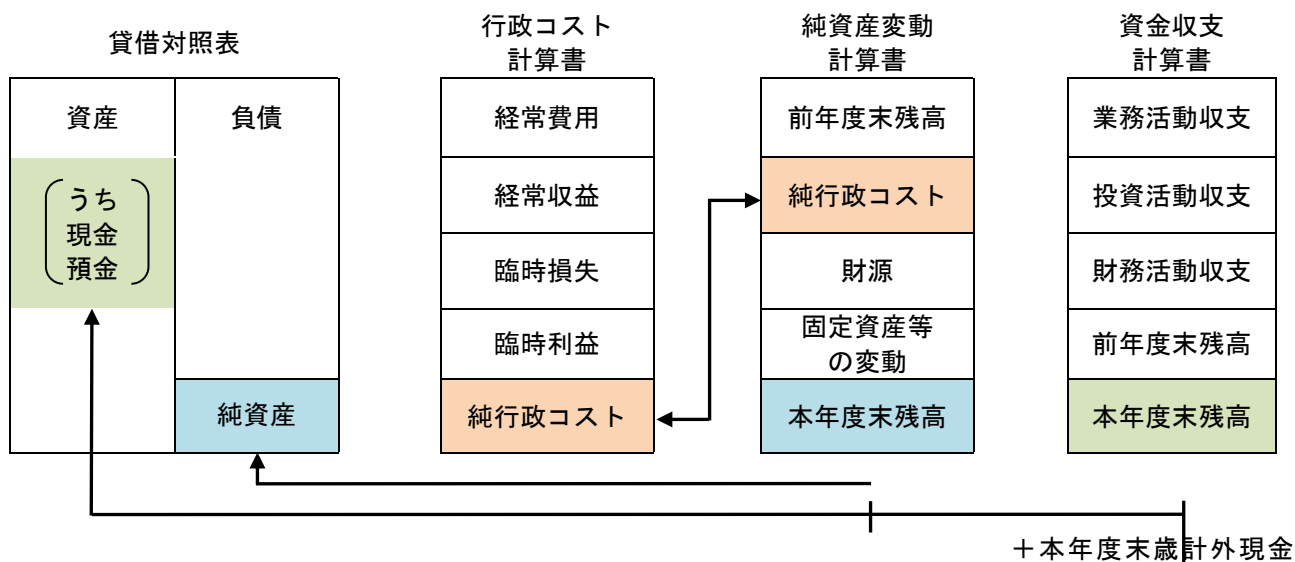 貸借対照表
資産
負債
うち
現金
預金
純資産
行政コスト
計算書
経常費用
経常収益
臨時損失
臨時利益
純行政コスト
純資産変動
計算書
前年度末残高
純行政コスト
財源
固定資産等
の変動
本年度末残高
資金収支
計算書
業務活動収支
投資活動収支
財務活動収支
前年度末残高
本年度末残高
＋本年度末歳計外現金